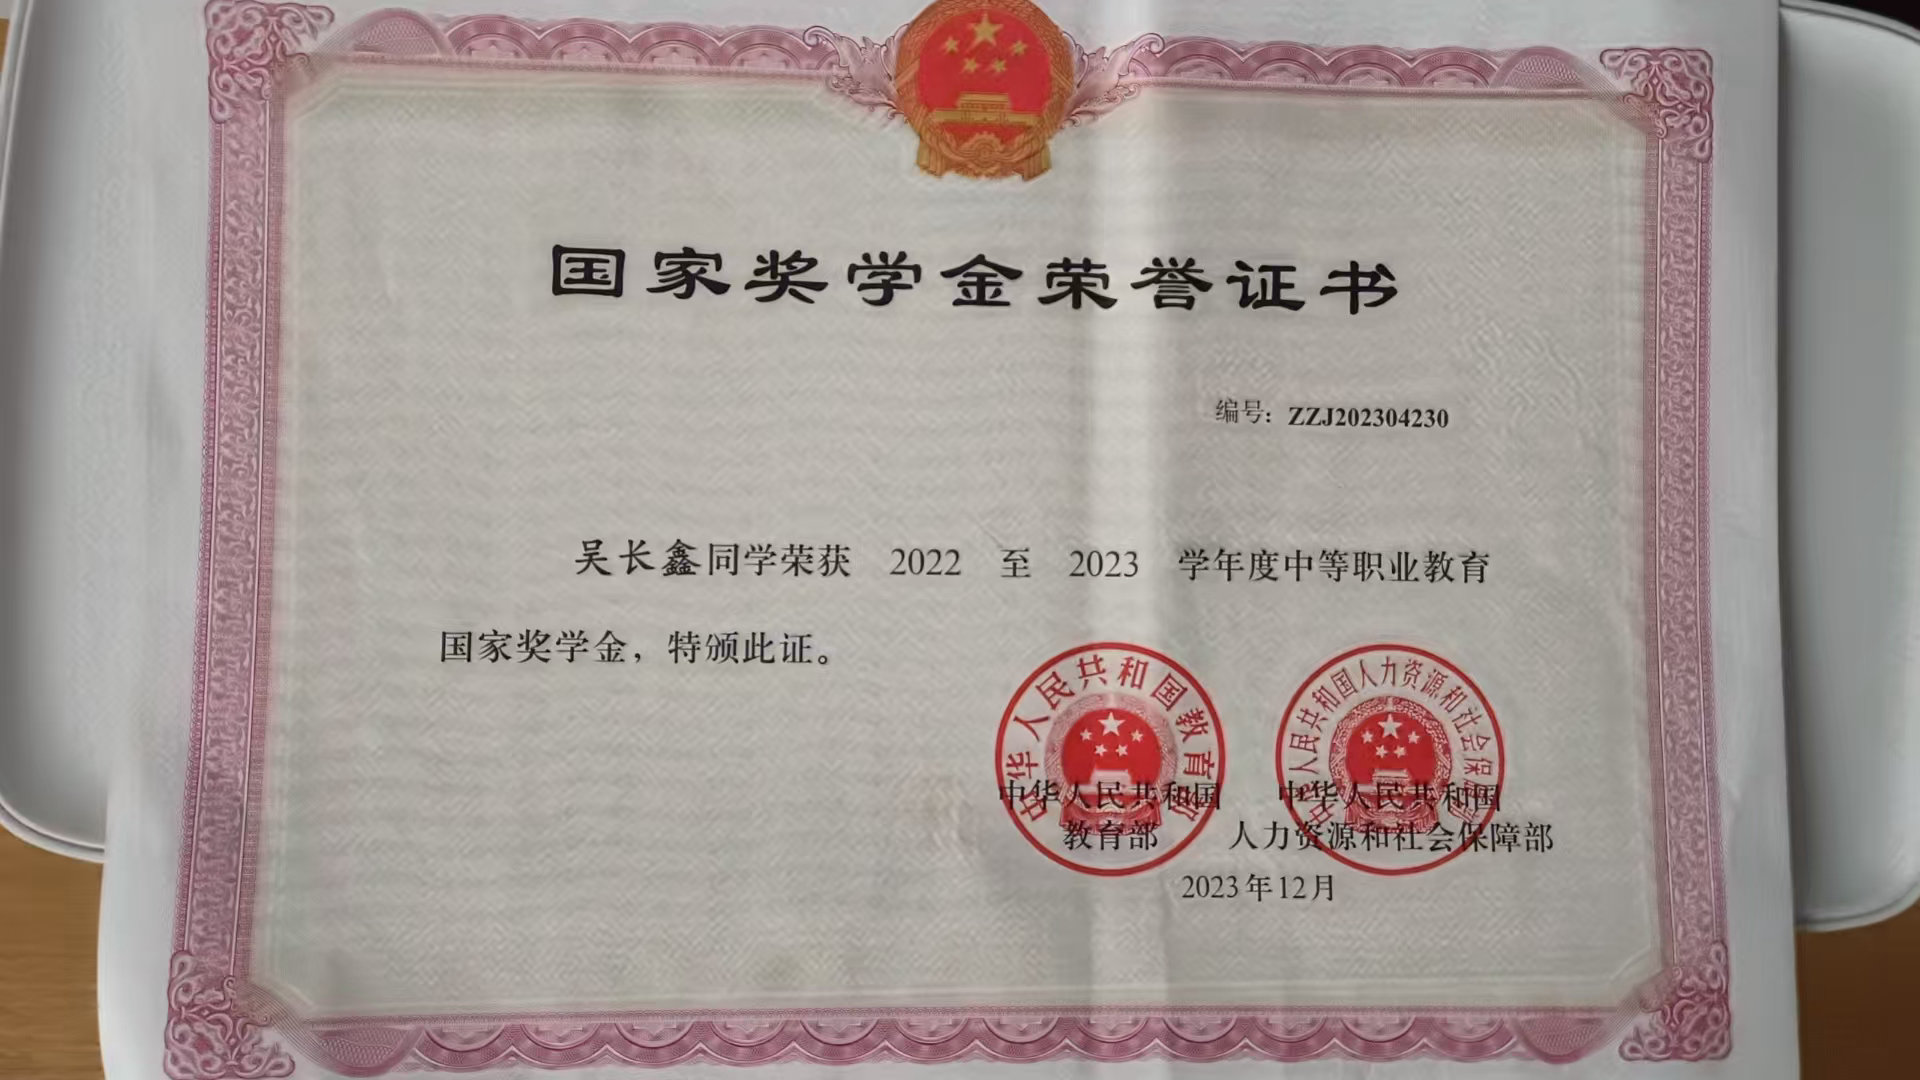 国家奖学金荣誉证书
编号：ZZJ202304230
吴长鑫同学荣获 2022 至 2023 学年度中等职业教育
国家奖学金，特颁此证。
中华人民共和国教育部
中华人民共和国人力资源和社会保障部
中华人民共和国 中华人民共和国
教育部 人力资源和社会保障部
2023年12月